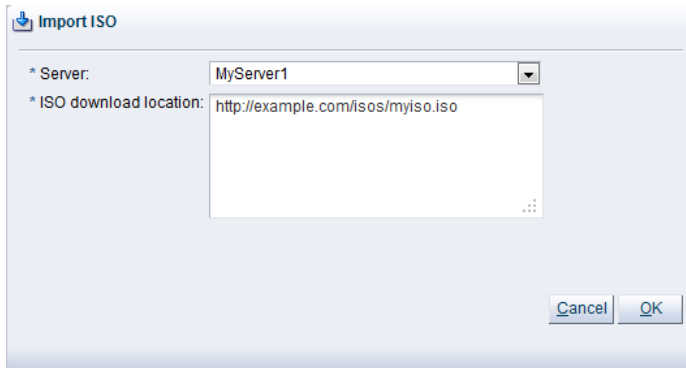 Import ISO
* Server: MyServer1
* ISO download location: http://example.com/isos/myiso.iso
Cancel OK